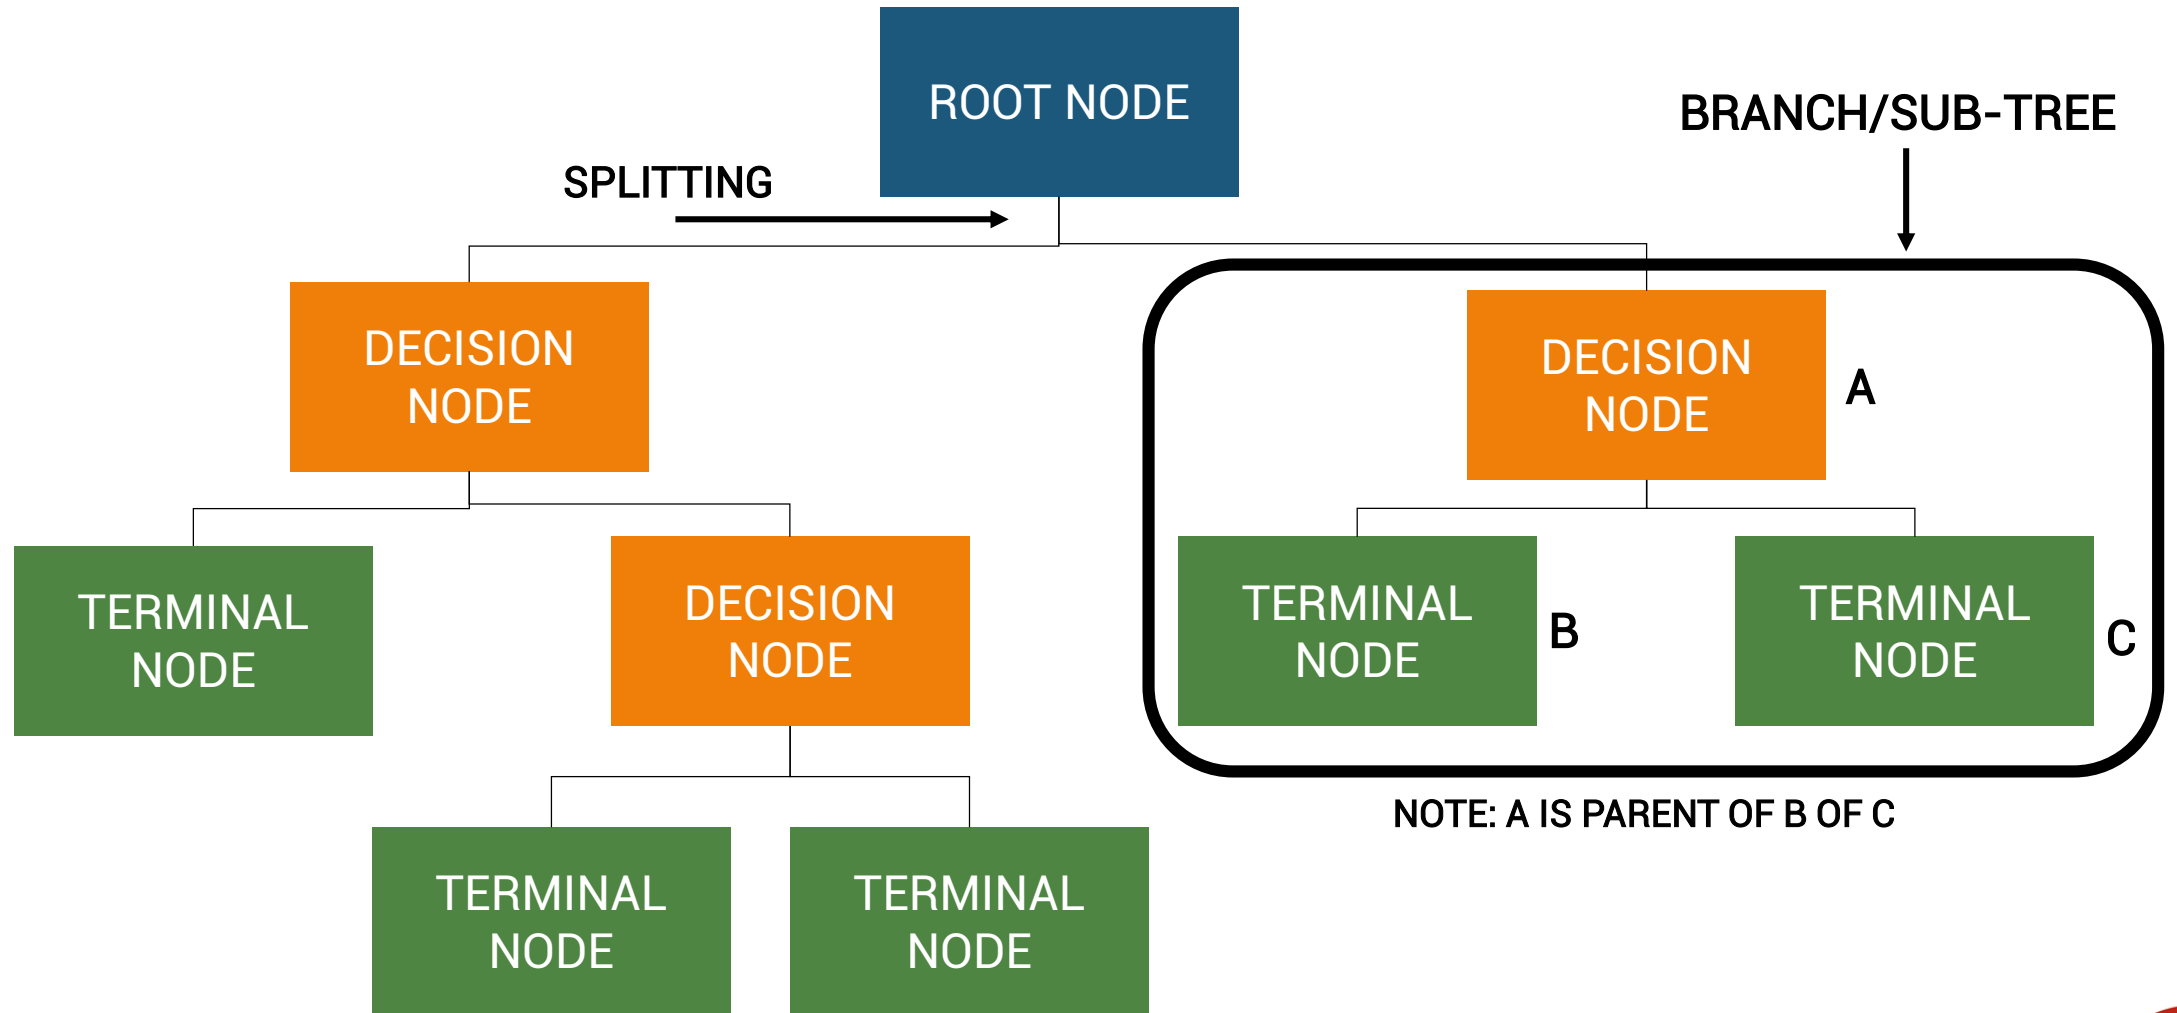 ROOT NODE
BRANCH/SUB-TREE
SPLITTING
DECISION
NODE
DECISION
NODE
A
TERMINAL
NODE
DECISION
NODE
TERMINAL
NODE
B
TERMINAL
NODE
C
NOTE: A IS PARENT OF B OF C
TERMINAL
NODE
TERMINAL
NODE